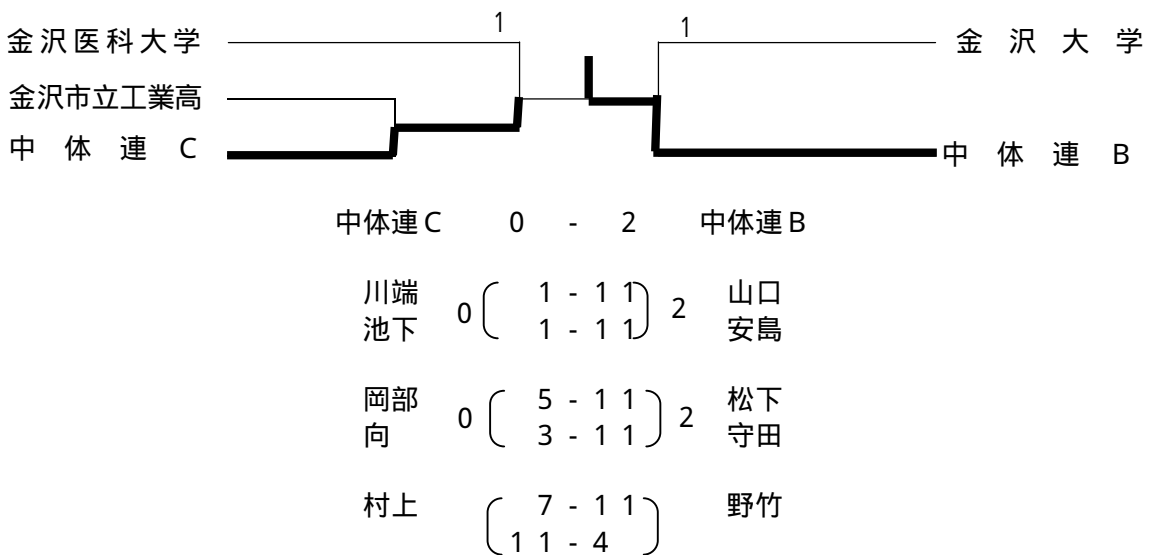 1 1
金沢医科大学 金沢大学
金沢市立工業高
中体連C 中体連B
中体連C 0 - 2 中体連B
川端 1 - 11 山口
0 2
池下 1 - 11 安島
岡部 5 - 11 松下
0 2
向 3 - 11 守田
村上 7 - 11 野竹
11 - 4